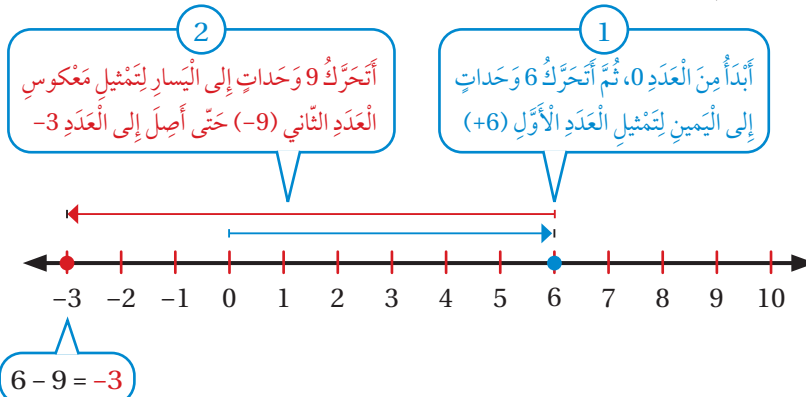 1
أَبْدَأُ مِنَ الْعَدَدِ 0، ثُمَّ أَتَحَرَّكُ 6 وَحَداتٍ
إِلى الْيَمينِ لِتَمْثيلِ الْعَدَدِ الْأَوَّلِ (+6)
2
أَتَحَرَّكُ 9 وَحَداتٍ إِلى الْيَسارِ لِتَمْثيلِ مَعْكوسِ
الْعَدَدِ الثّاني (–9) حَتّى أَصِلَ إِلى الْعَدَدِ –3
–3 –2 –1 0 1 2 3 4 5 6 7 8 9 10
6 – 9 = –3